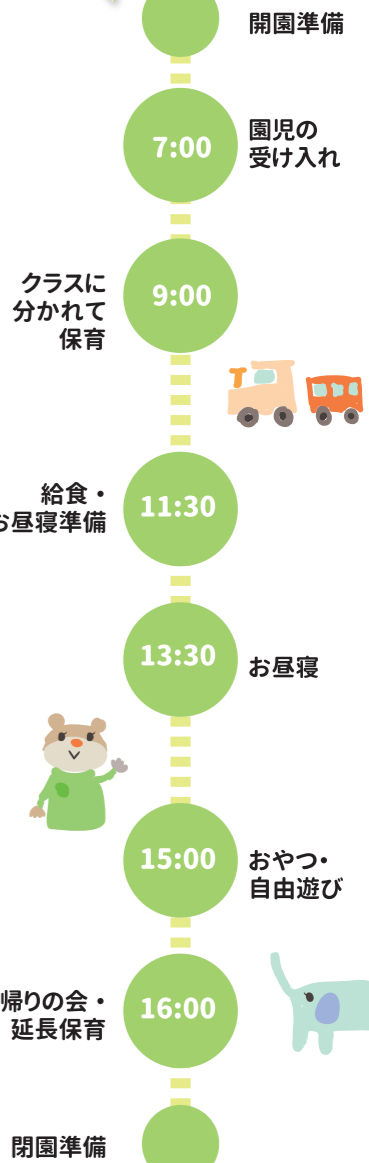 開園準備
7:00
園児の
受け入れ
9:00
クラスに
分かれて
保育
11:30
給食・
お昼寝準備
13:30
お昼寝
15:00
おやつ・
自由遊び
16:00
帰りの会・
延長保育
閉園準備